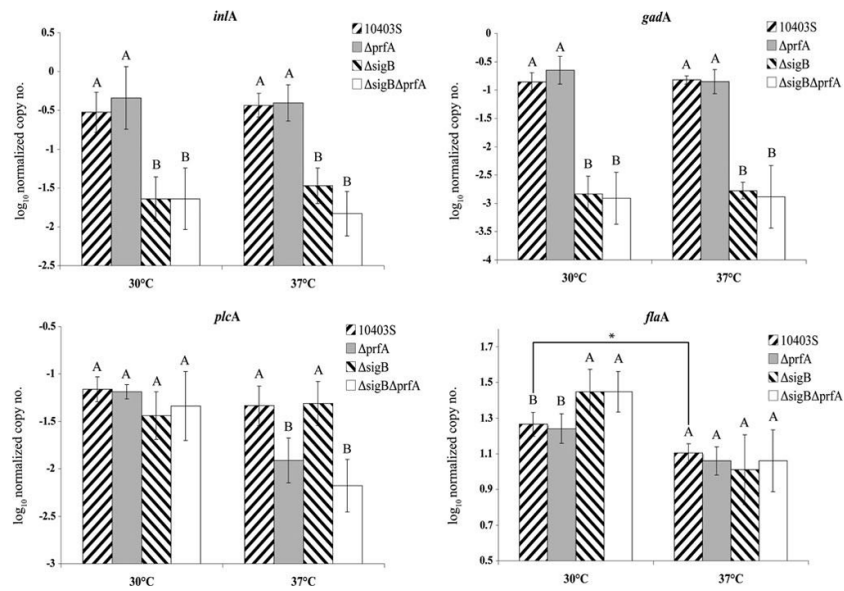 inlA
log10 normalized copy no.
0.5
0
-0.5
-1
-1.5
-2
-2.5
A
A
B
B
A
A
B
B
30°C
37°C
10403S
ΔprfA
ΔsigB
ΔsigBΔprfA
gadA
log10 normalized copy no.
0
-0.5
-1
-1.5
-2
-2.5
-3
-3.5
-4
A
A
B
B
A
A
B
B
30°C
37°C
10403S
ΔprfA
ΔsigB
ΔsigBΔprfA
plcA
log10 normalized copy no.
-0.5
-1
-1.5
-2
-2.5
-3
A
A
A
A
A
B
A
B
30°C
37°C
10403S
ΔprfA
ΔsigB
ΔsigBΔprfA
flaA
log10 normalized copy no.
1.7
1.5
1.3
1.1
0.9
0.7
0.5
*
B
B
A
A
A
A
A
A
30°C
37°C
10403S
ΔprfA
ΔsigB
ΔsigBΔprfA